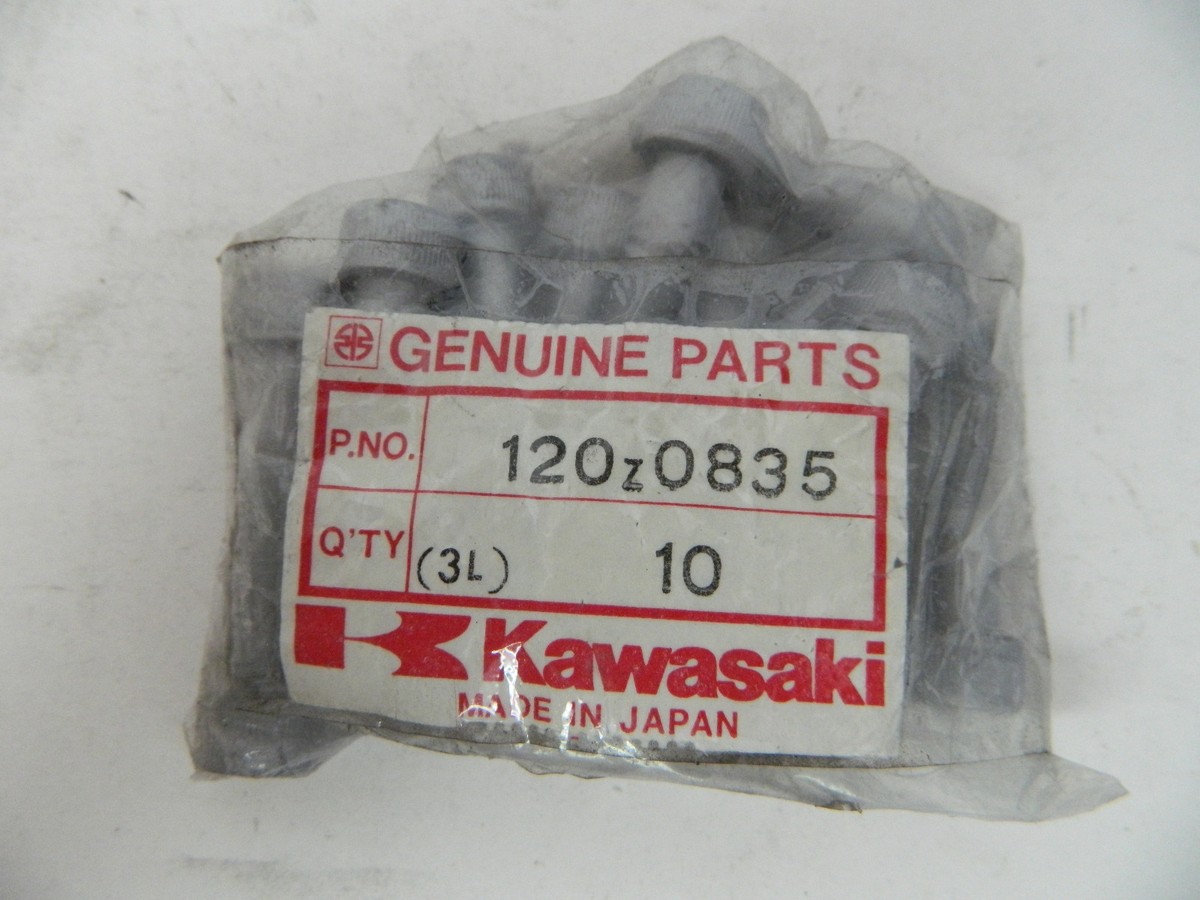 GENUINE PARTS
P.NO. 120z0835
Q'TY (3L) 10
Kawasaki
MADE IN JAPAN